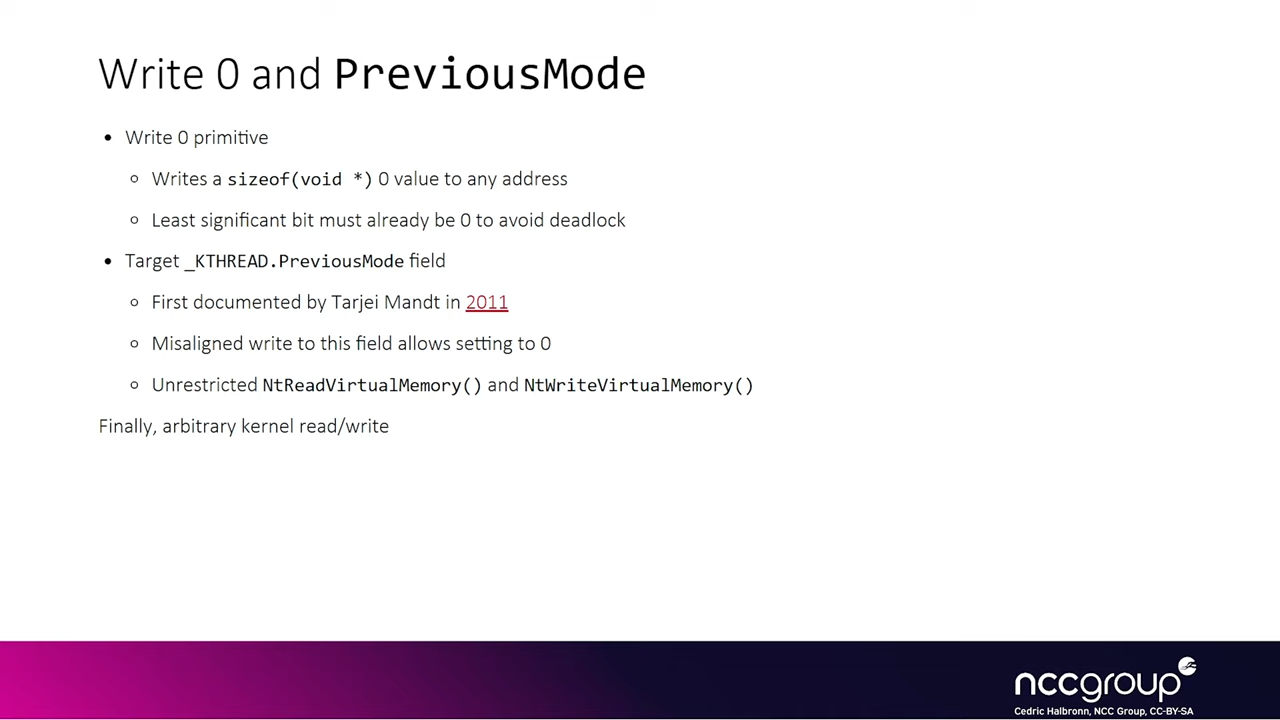 Write 0 and PreviousMode
• Write 0 primitive
○ Writes a sizeof(void *) 0 value to any address
○ Least significant bit must already be 0 to avoid deadlock
• Target _KTHREAD.PreviousMode field
○ First documented by Tarjei Mandt in 2011
○ Misaligned write to this field allows setting to 0
○ Unrestricted NtReadVirtualMemory() and NtWriteVirtualMemory()
Finally, arbitrary kernel read/write
nccgroup
Cedric Halbronn, NCC Group, CC-BY-SA